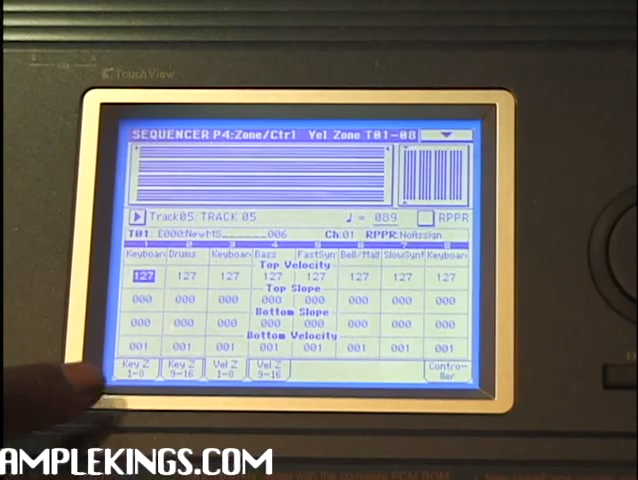 TouchView
SEQUENCER P4:Zone/Ctrl Vel Zone T01-08
Track05: TRACK 05 ♩ = 089 RPPR
T01: E000:NewMS______006 Ch:01 RPPR:NoAssign
1 2 3 4 5 6 7 8
Keyboar Drums Keyboar Bass FastSyn Bell/Mall SlowSyn Keyboar
Top Velocity
127 127 127 127 127 127 127 127
Top Slope
000 000 000 000 000 000 000 000
Bottom Slope
000 000 000 000 000 000 000 000
Bottom Velocity
001 001 001 001 001 001 001 001
Key Z 1-8 Key Z 9-16 Vel Z 1-8 Vel Z 9-16 Contro-ller
AMPLEKINGS.COM